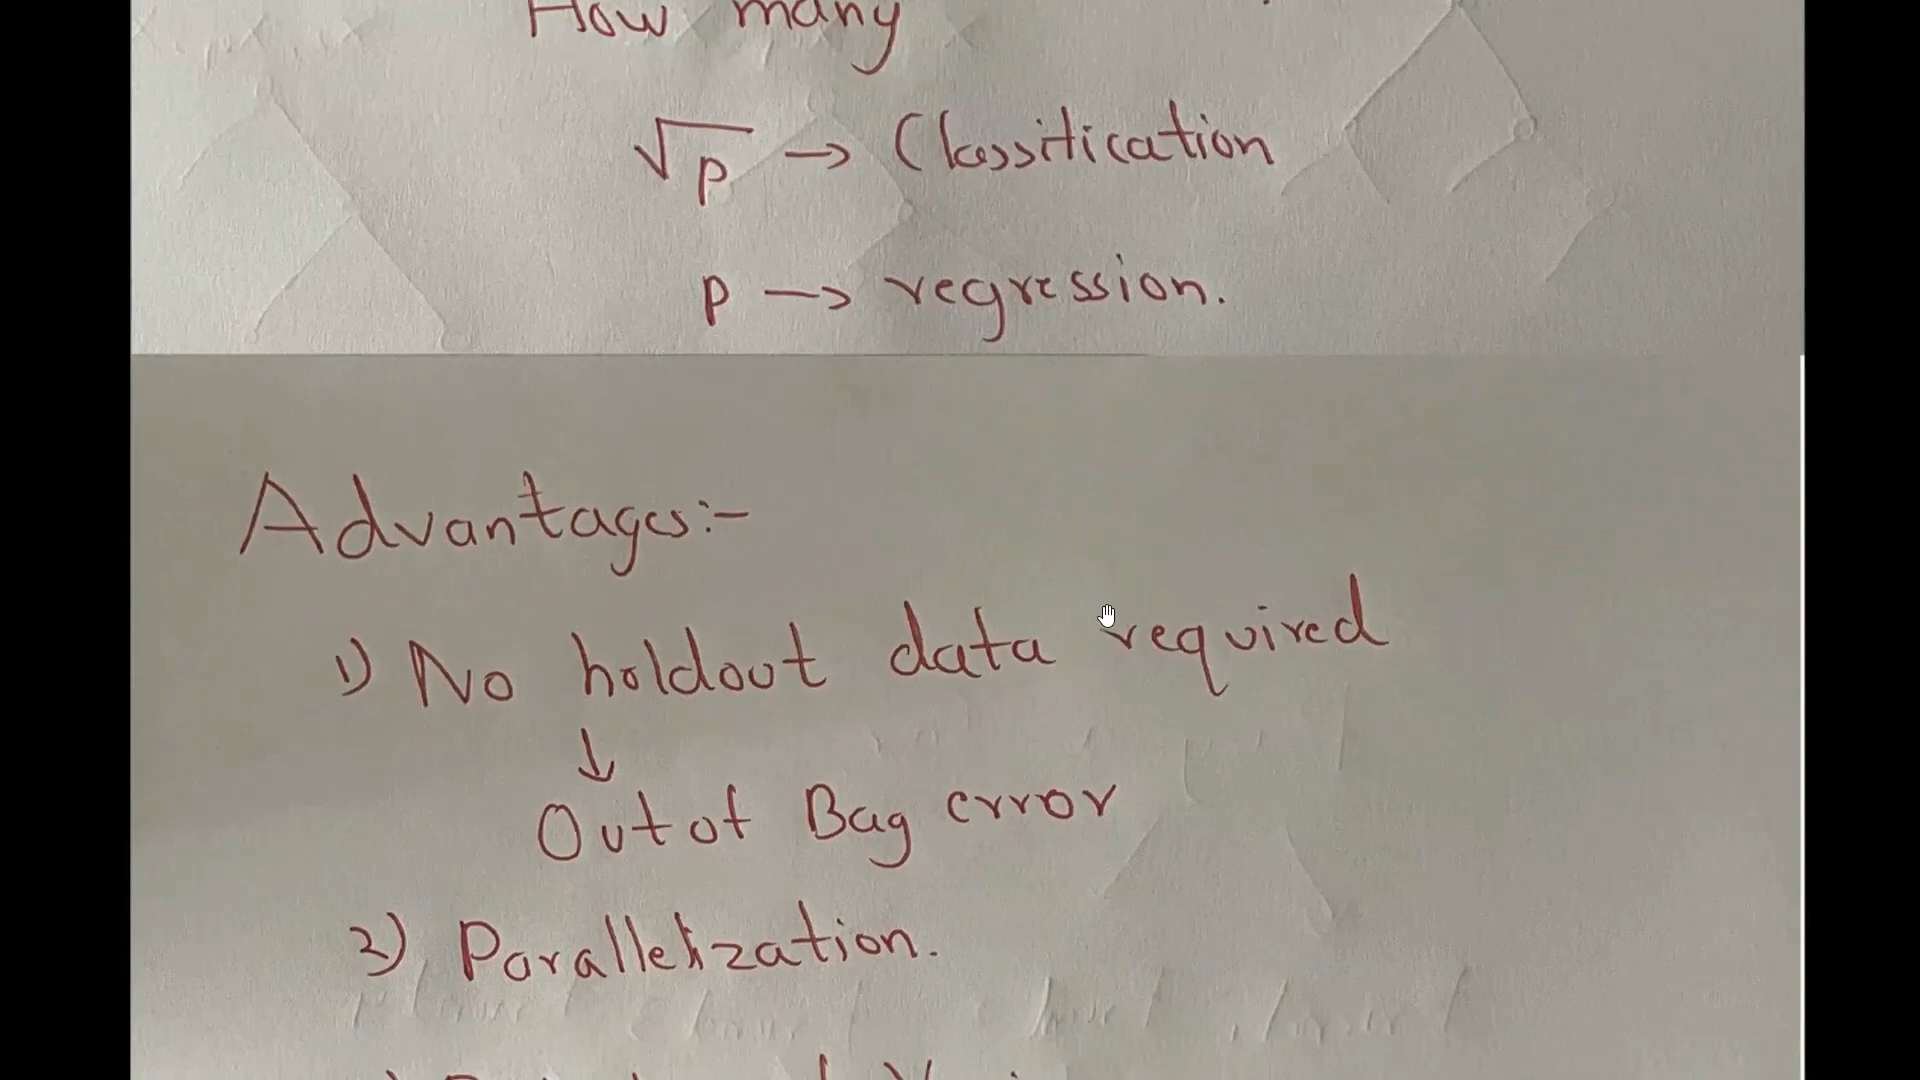 How many
√p → Classification
p → regression.
Advantages:-
1) No holdout data required
↓
Out of Bag error
2) Parallelization.